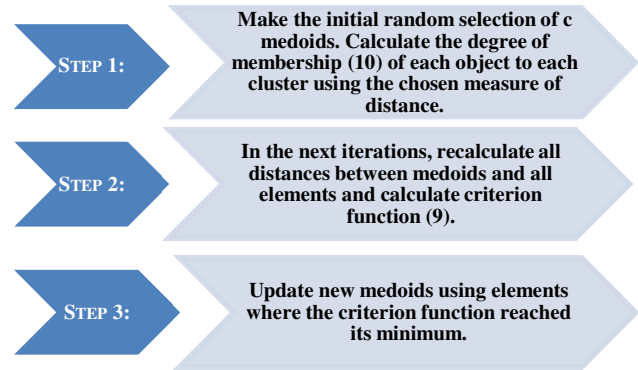 STEP 1:
Make the initial random selection of c
medoids. Calculate the degree of
membership (10) of each object to each
cluster using the chosen measure of
distance.
STEP 2:
In the next iterations, recalculate all
distances between medoids and all
elements and calculate criterion
function (9).
STEP 3:
Update new medoids using elements
where the criterion function reached
its minimum.